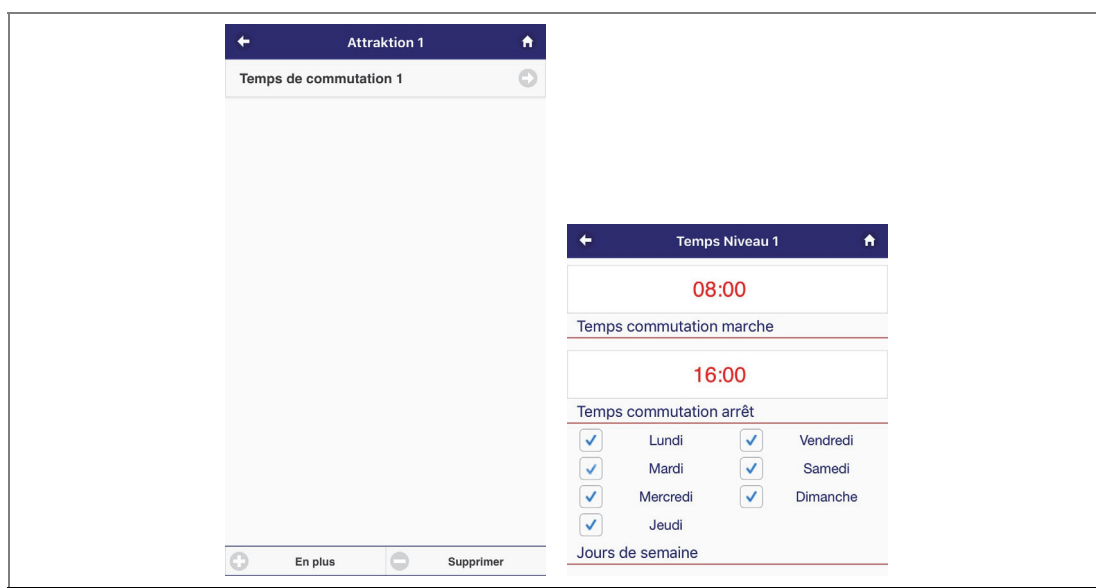 Attraktion 1
Temps de commutation 1
En plus
Supprimer
Temps Niveau 1
08:00
Temps commutation marche
16:00
Temps commutation arrêt
Lundi Vendredi
Mardi Samedi
Mercredi Dimanche
Jeudi
Jours de semaine